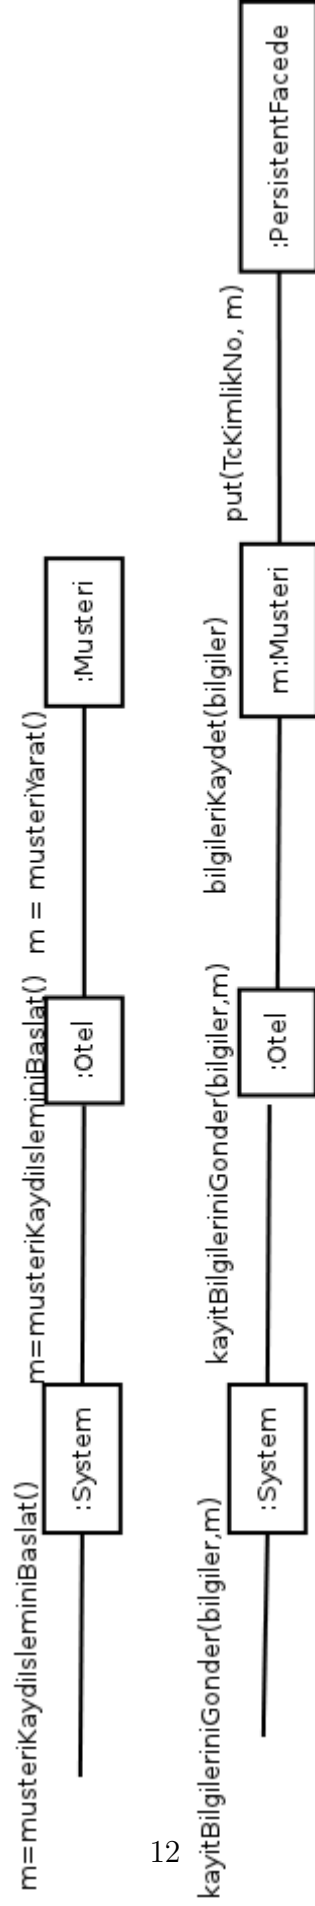 m=musteriKaydiIsleminiBaslat()
:System
m=musteriKaydiIsleminiBaslat()
:Otel
m = musteriYarat()
:Musteri
kayitBilgileriniGonder(bilgiler,m)
:System
kayitBilgileriniGonder(bilgiler,m)
:Otel
bilgileriKaydet(bilgiler)
m:Musteri
put(TcKimlikNo, m)
:PersistentFacede
12